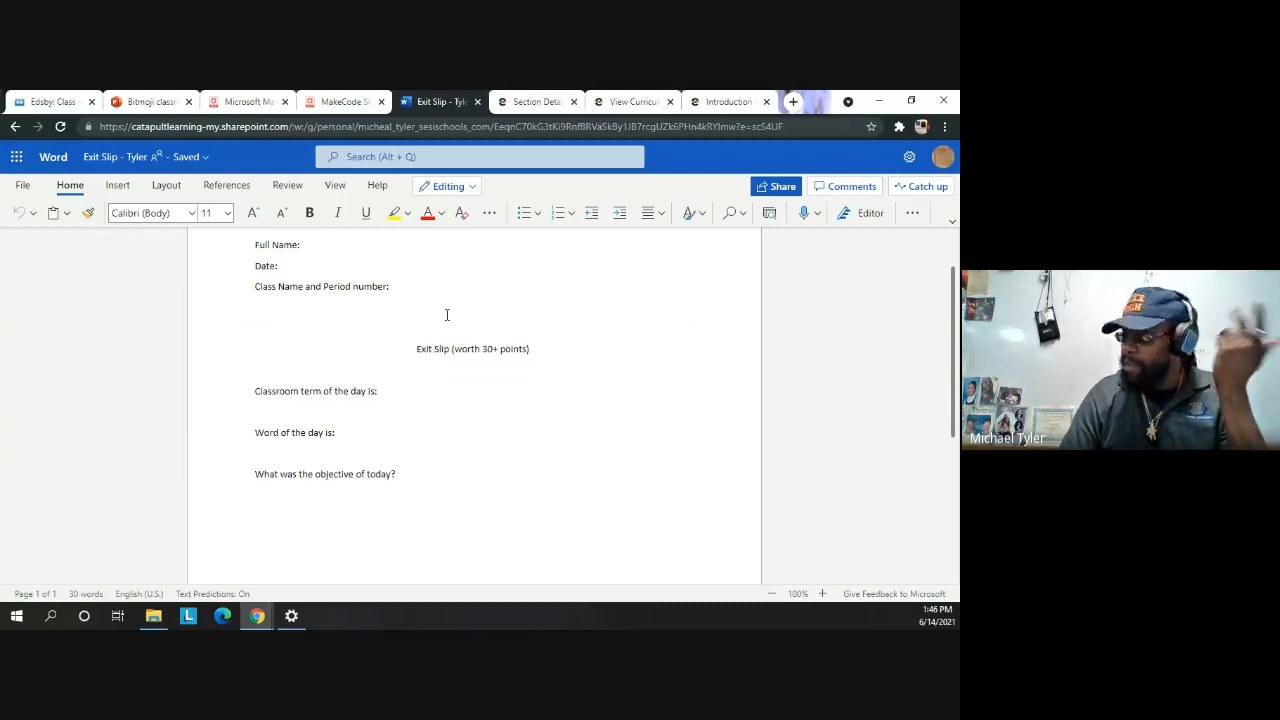 Edsby: Class
Bitmoji classr
Microsoft Ma
MakeCode
Exit Slip - Tyle
Section Deta
View Curricu
Introduction
https://catapultlearning-my.sharepoint.com/:w:/g/personal/micheal_tyler_sesischools_com/
Word
Exit Slip - Tyler
- Saved
Search (Alt + Q)
File
Home
Insert
Layout
References
Review
View
Help
Editing
Share
Comments
Catch up
Calibri (Body)
11
Editor
Full Name:
Date:
Class Name and Period number:
Exit Slip (worth 30+ points)
Classroom term of the day is:
Word of the day is:
What was the objective of today?
Michael Tyler
Page 1 of 1
30 words
English (U.S.)
Text Predictions: On
100%
Give Feedback to Microsoft
1:46 PM
6/14/2021